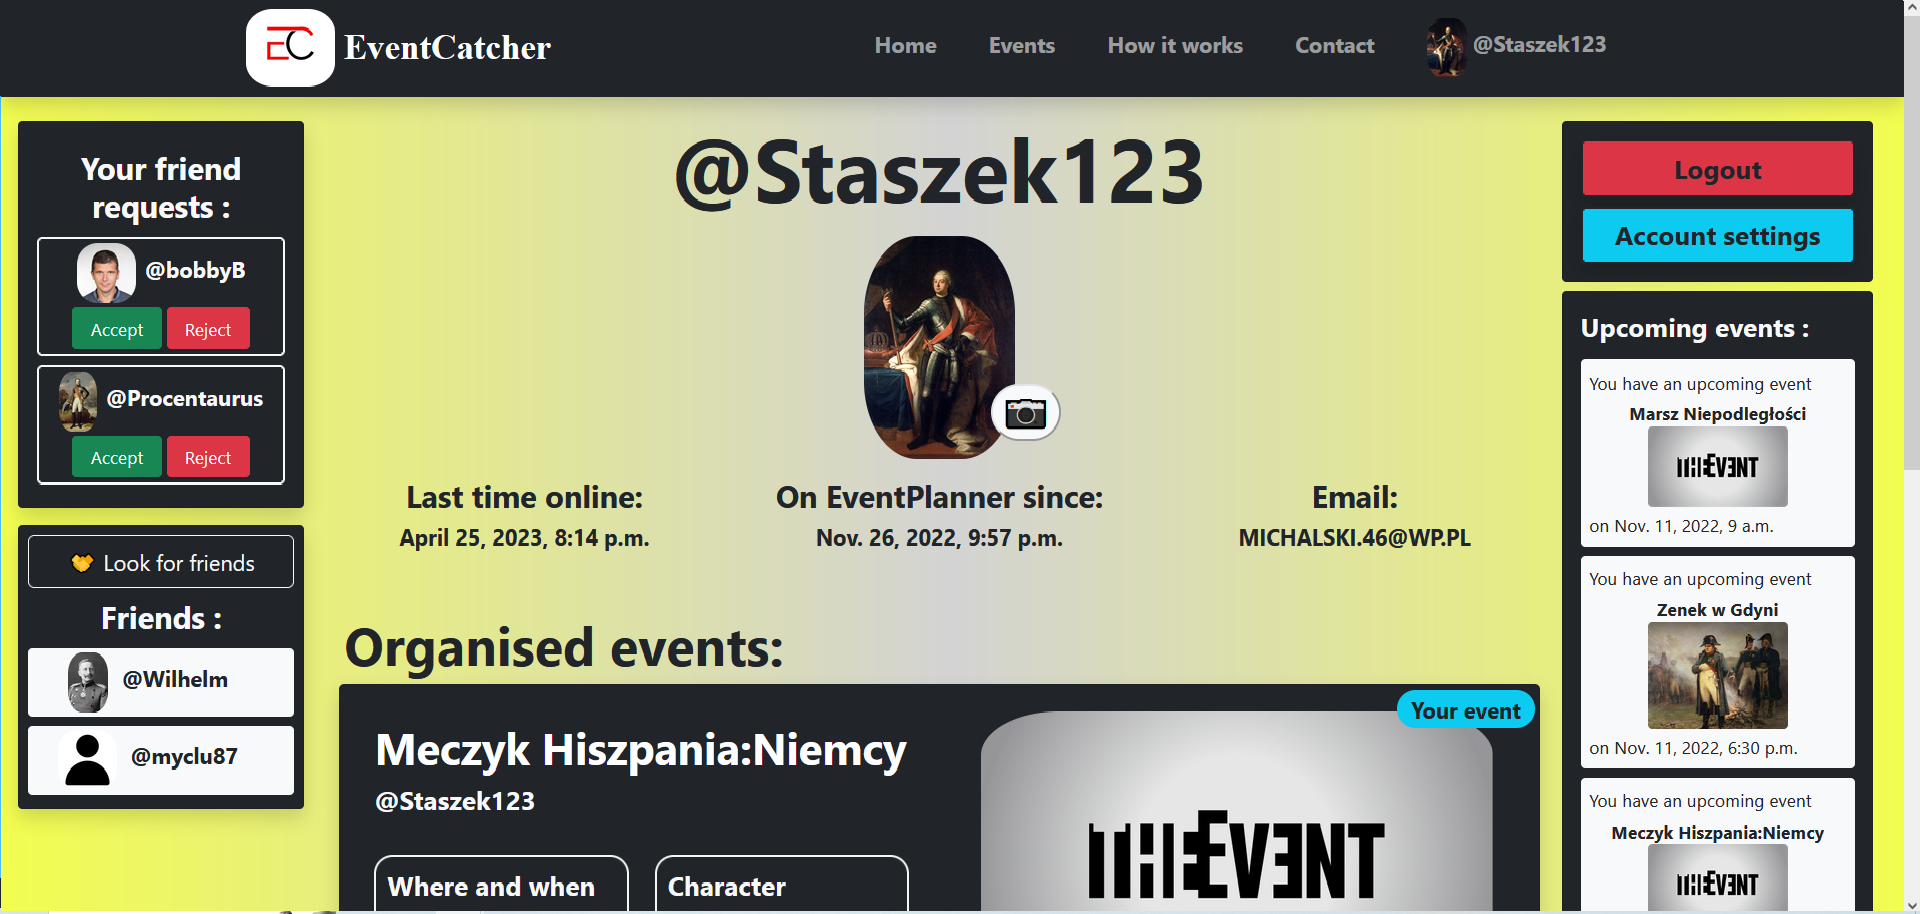 EC EventCatcher
Home
Events
How it works
Contact
@Staszek123
Your friend
requests :
@bobbyB
Accept
Reject
@Procentaurus
Accept
Reject
🤝 Look for friends
Friends :
@Wilhelm
@myclu87
@Staszek123
Last time online:
April 25, 2023, 8:14 p.m.
On EventPlanner since:
Nov. 26, 2022, 9:57 p.m.
Email:
MICHALSKI.46@WP.PL
Organised events:
Your event
Meczyk Hiszpania:Niemcy
@Staszek123
Where and when
Character
THE EVENT
Logout
Account settings
Upcoming events :
You have an upcoming event
Marsz Niepodległości
THE EVENT
on Nov. 11, 2022, 9 a.m.
You have an upcoming event
Zenek w Gdyni
on Nov. 11, 2022, 6:30 p.m.
You have an upcoming event
Meczyk Hiszpania:Niemcy
THE EVENT